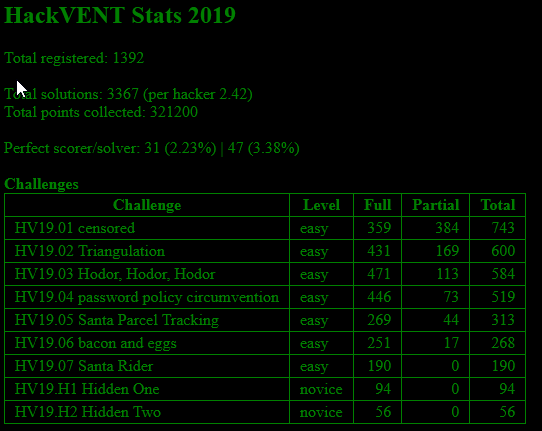 HackVENT Stats 2019
Total registered: 1392
Total solutions: 3367 (per hacker 2.42)
Total points collected: 321200
Perfect scorer/solver: 31 (2.23%) | 47 (3.38%)
Challenges
Challenge Level Full Partial Total
HV19.01 censored easy 359 384 743
HV19.02 Triangulation easy 431 169 600
HV19.03 Hodor, Hodor, Hodor easy 471 113 584
HV19.04 password policy circumvention easy 446 73 519
HV19.05 Santa Parcel Tracking easy 269 44 313
HV19.06 bacon and eggs easy 251 17 268
HV19.07 Santa Rider easy 190 0 190
HV19.H1 Hidden One novice 94 0 94
HV19.H2 Hidden Two novice 56 0 56